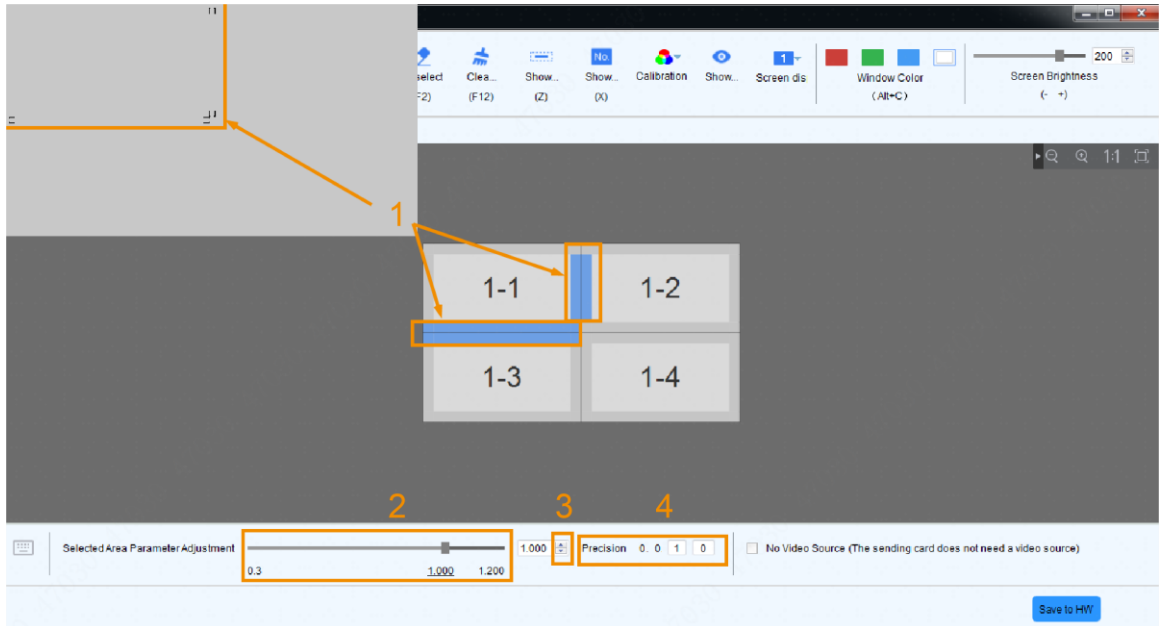 No. 1 200
select Clea... Show... Show... Calibration Show... Screen dis Window Color Screen Brightness
F2) (F12) (Z) (X) (Alt+C) (- +)
1:1
1
1-1 1-2
1-3 1-4
2 3 4
Selected Area Parameter Adjustment 1.000 Precision 0. 0 1 0 No Video Source (The sending card does not need a video source)
0.3 1.000 1.200
Save to HW